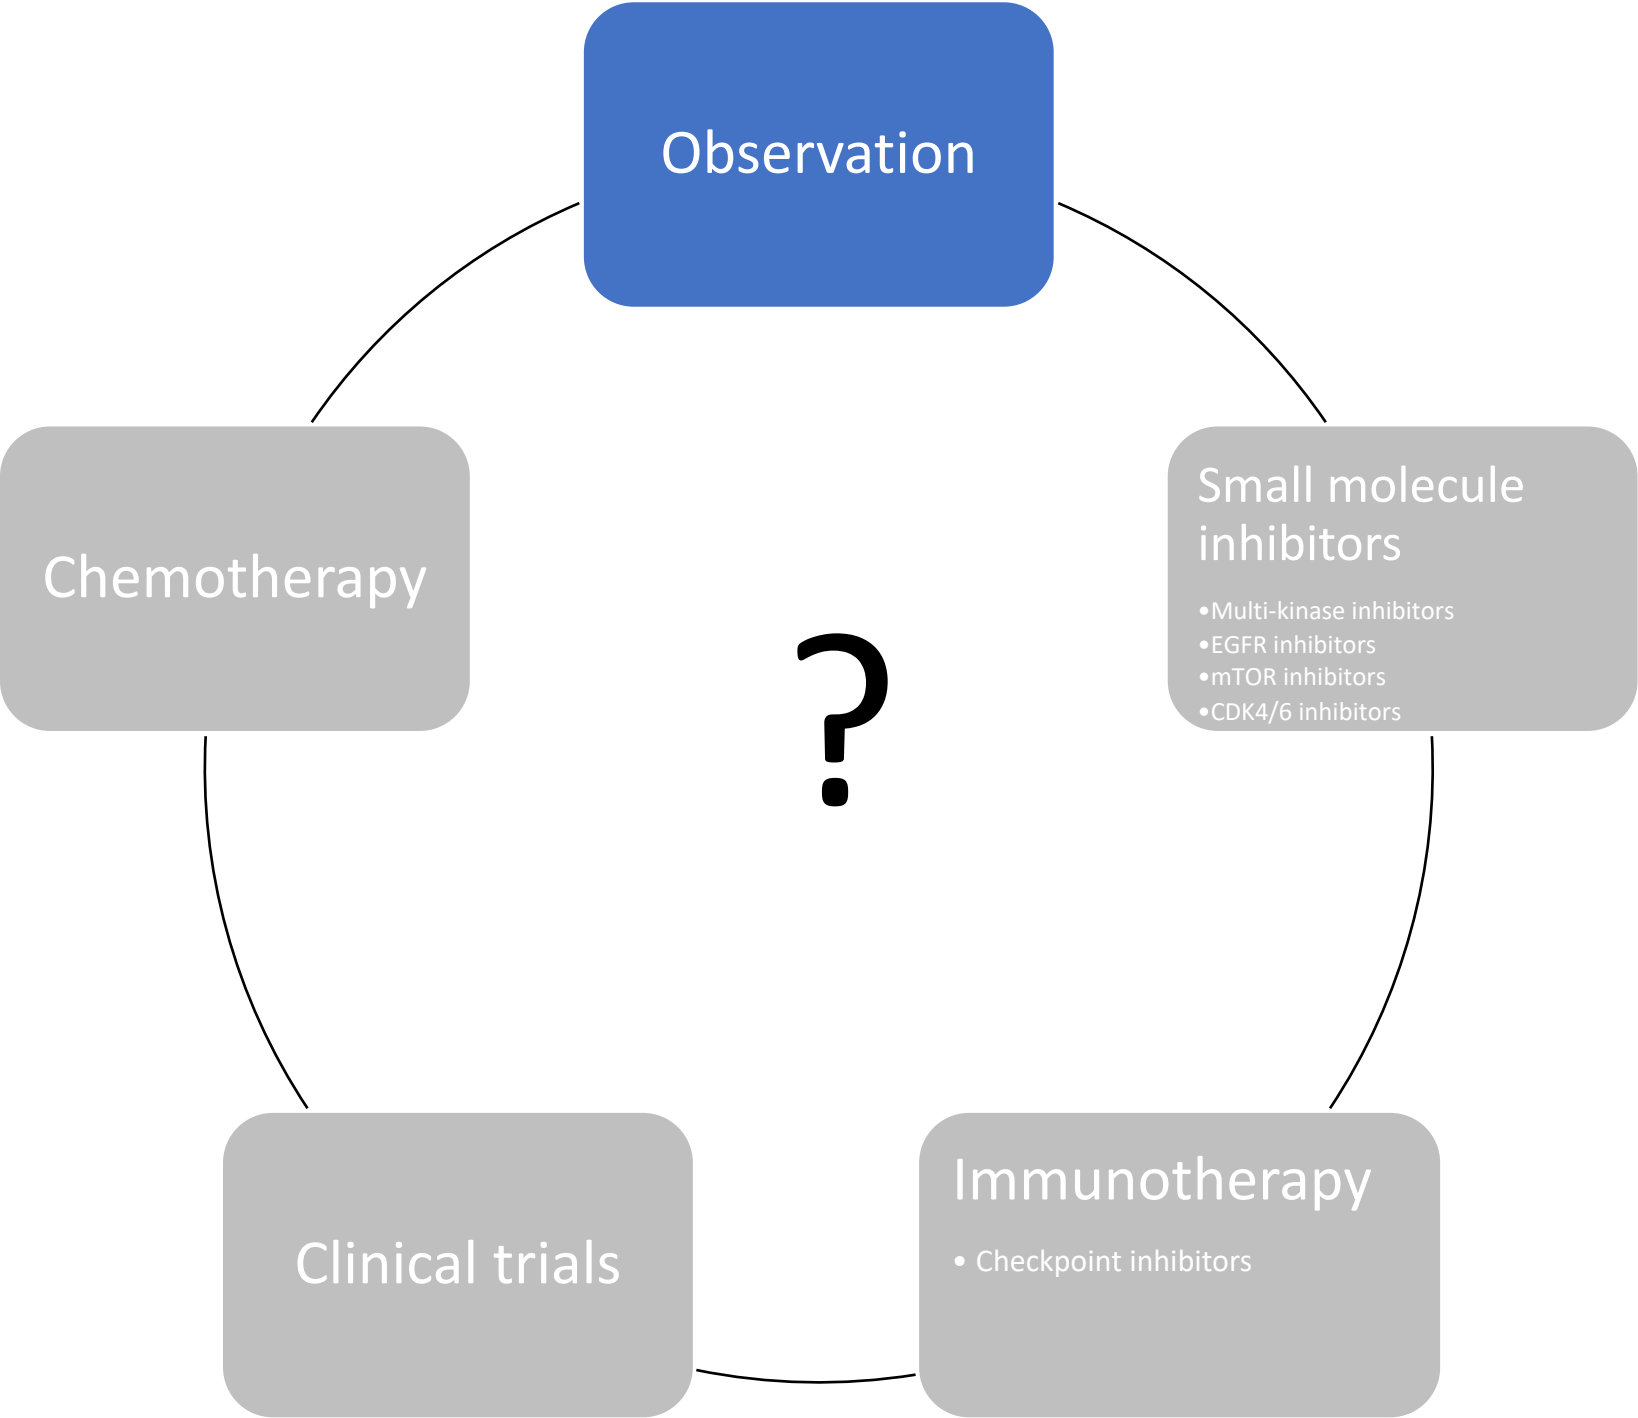 Observation
Small molecule
inhibitors
•Multi-kinase inhibitors
•EGFR inhibitors
•mTOR inhibitors
•CDK4/6 inhibitors
Chemotherapy
?
Immunotherapy
• Checkpoint inhibitors
Clinical trials